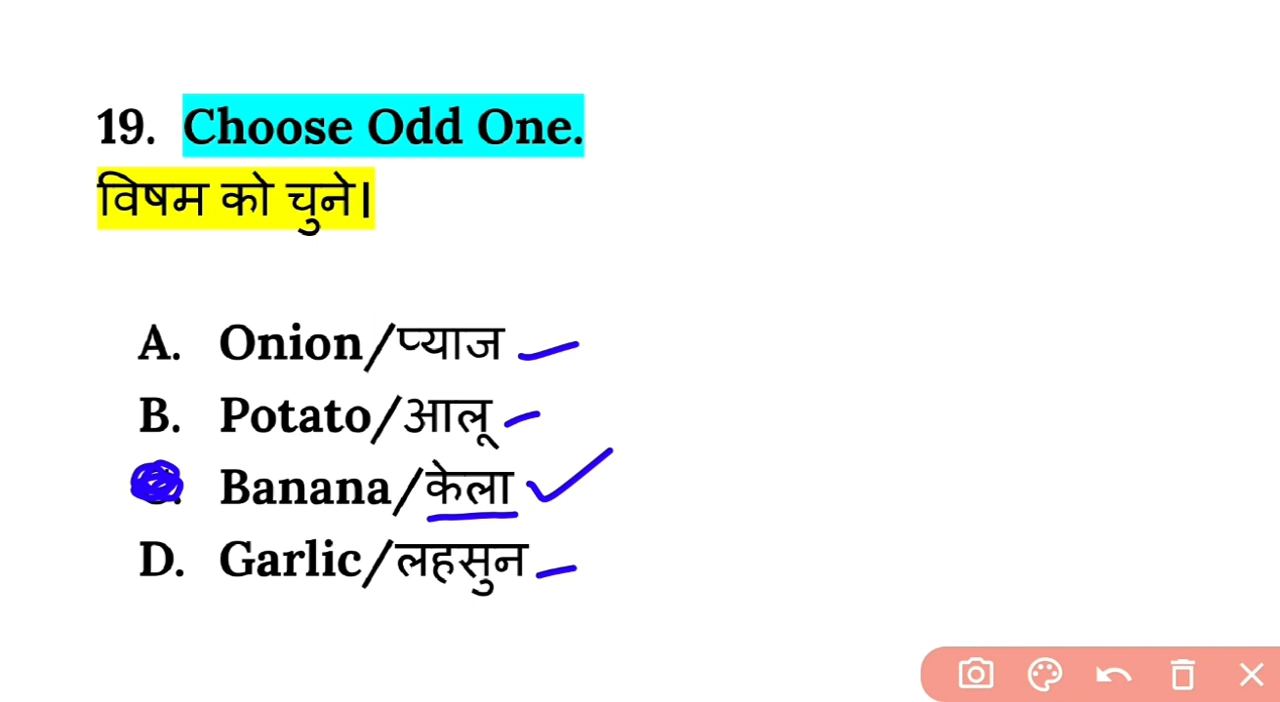 19. Choose Odd One.
विषम को चुने।
A. Onion/प्याज
B. Potato/आलू
Banana/केला
D. Garlic/लहसुन